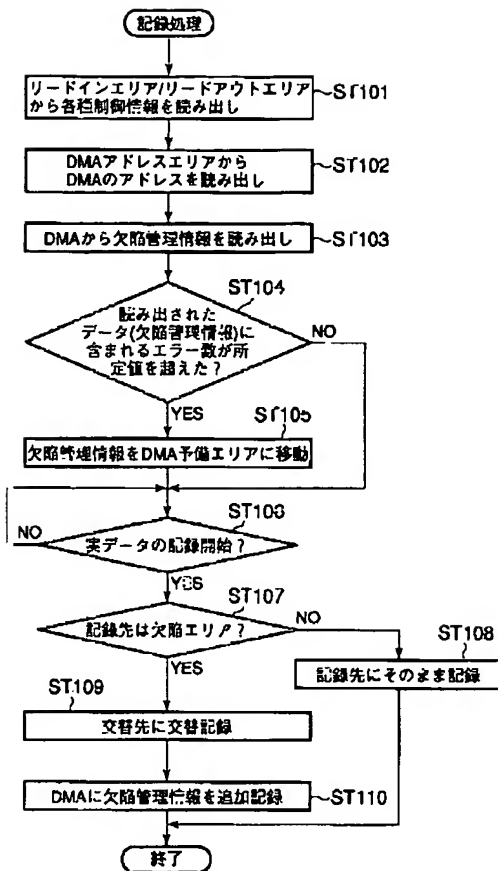 記録処理
リードインエリア/リードアウトエリア
から各種制御情報を読み出し
ST101
DMAアドレスエリアから
DMAのアドレスを読み出し
ST102
DMAから欠陥管理情報を読み出し
ST103
ST104
読み出された
データ(欠陥管理情報)に
含まれるエラー数が所
定値を超えた?
NO
YES
ST105
欠陥管理情報をDMA予備エリアに移動
ST106
NO
実データの記録開始?
YES
ST107
記録先は欠陥エリア?
NO
YES
ST108
記録先にそのまま記録
ST109
交替先に交替記録
DMAに欠陥管理情報を追加記録
ST110
終了